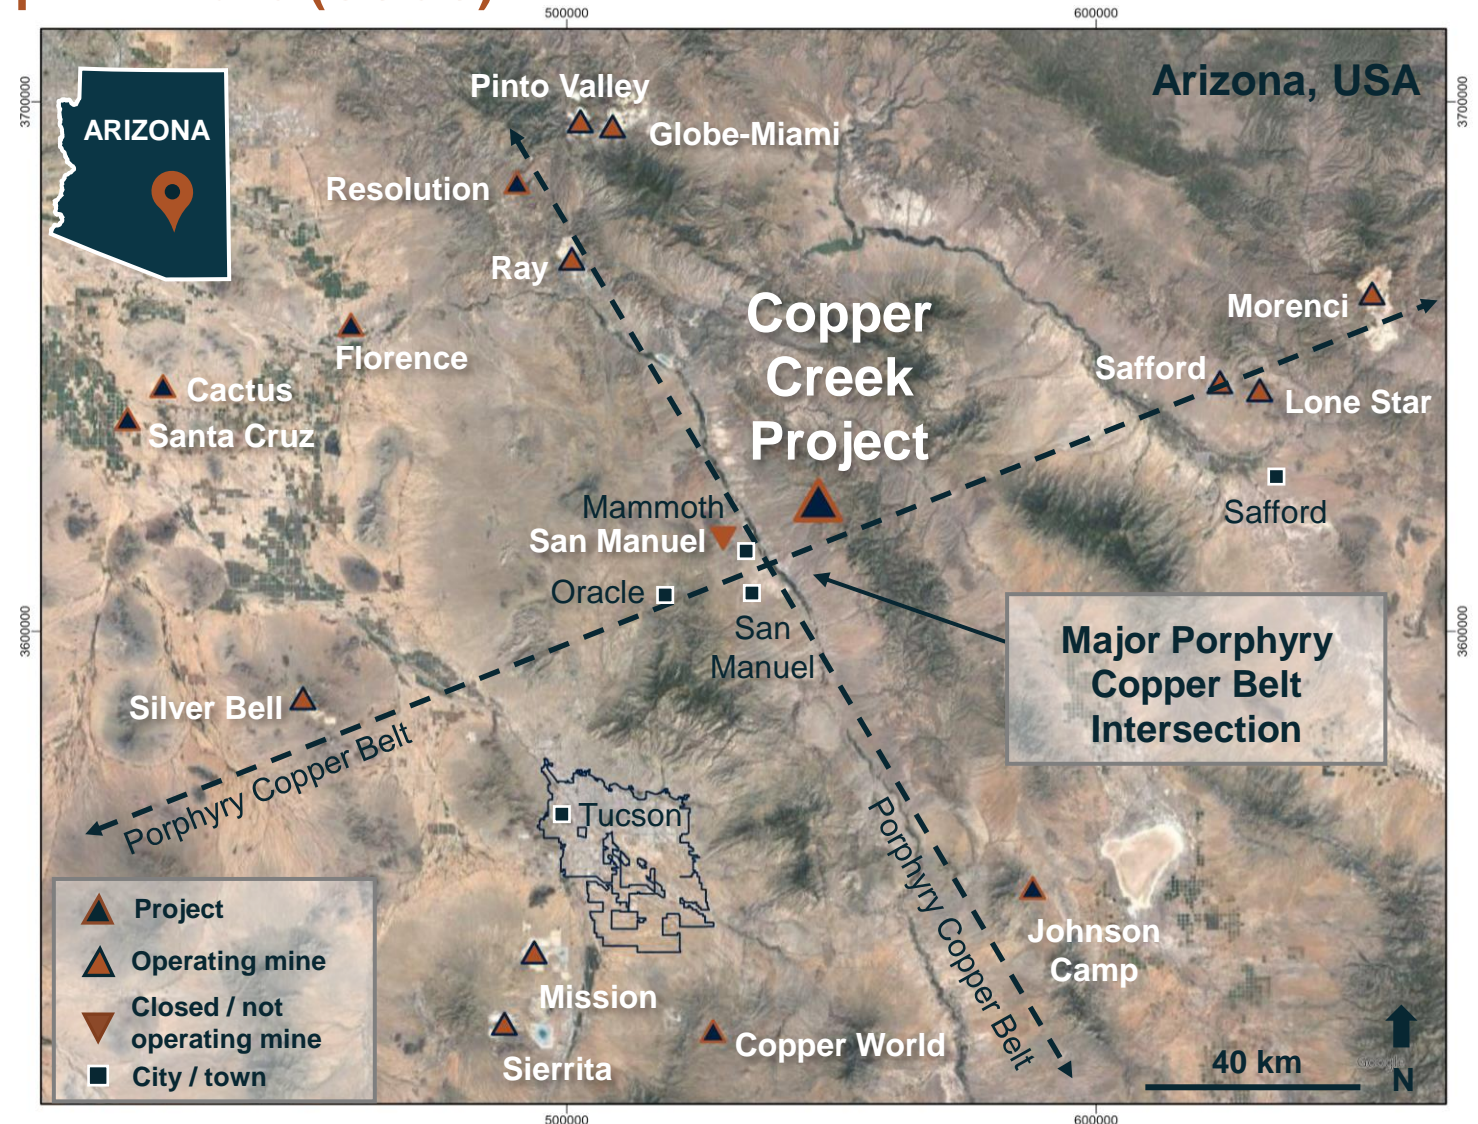 500000
600000
3700000
3700000
Arizona, USA
ARIZONA
Pinto Valley
Globe-Miami
Resolution
Ray
Copper
Creek
Project
Morenci
Florence
Safford
Cactus
Lone Star
Santa Cruz
Mammoth
Safford
San Manuel
Oracle
San
Manuel
3600000
3600000
Major Porphyry
Copper Belt
Intersection
Silver Bell
Porphyry Copper Belt
Tucson
Porphyry Copper Belt
Project
Operating mine
Closed / not
operating mine
City / town
Johnson
Camp
Mission
Copper World
Sierrita
40 km
Google
N
500000
600000